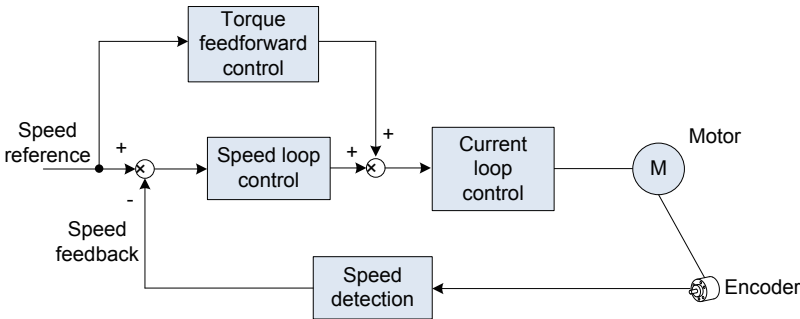 Torque
feedforward
control
Speed
reference
+
-
Speed loop
control
+
+
Current
loop
control
Motor
M
Speed
feedback
Speed
detection
Encoder